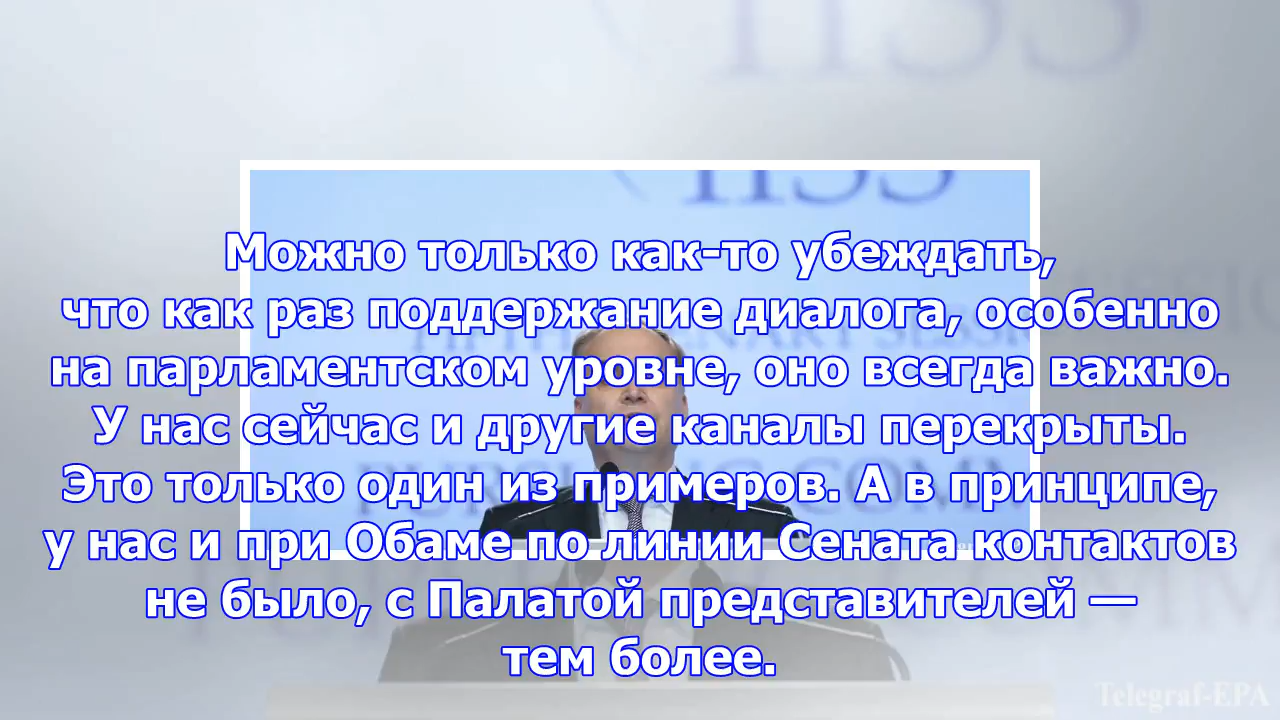 IISS
IISS
Можно только как-то убеждать,
что как раз поддержание диалога, особенно
на парламентском уровне, оно всегда важно.
У нас сейчас и другие каналы перекрыты.
Это только один из примеров. А в принципе,
у нас и при Обаме по линии Сената контактов
не было, с Палатой представителей —
тем более.
Telegraf-EPA